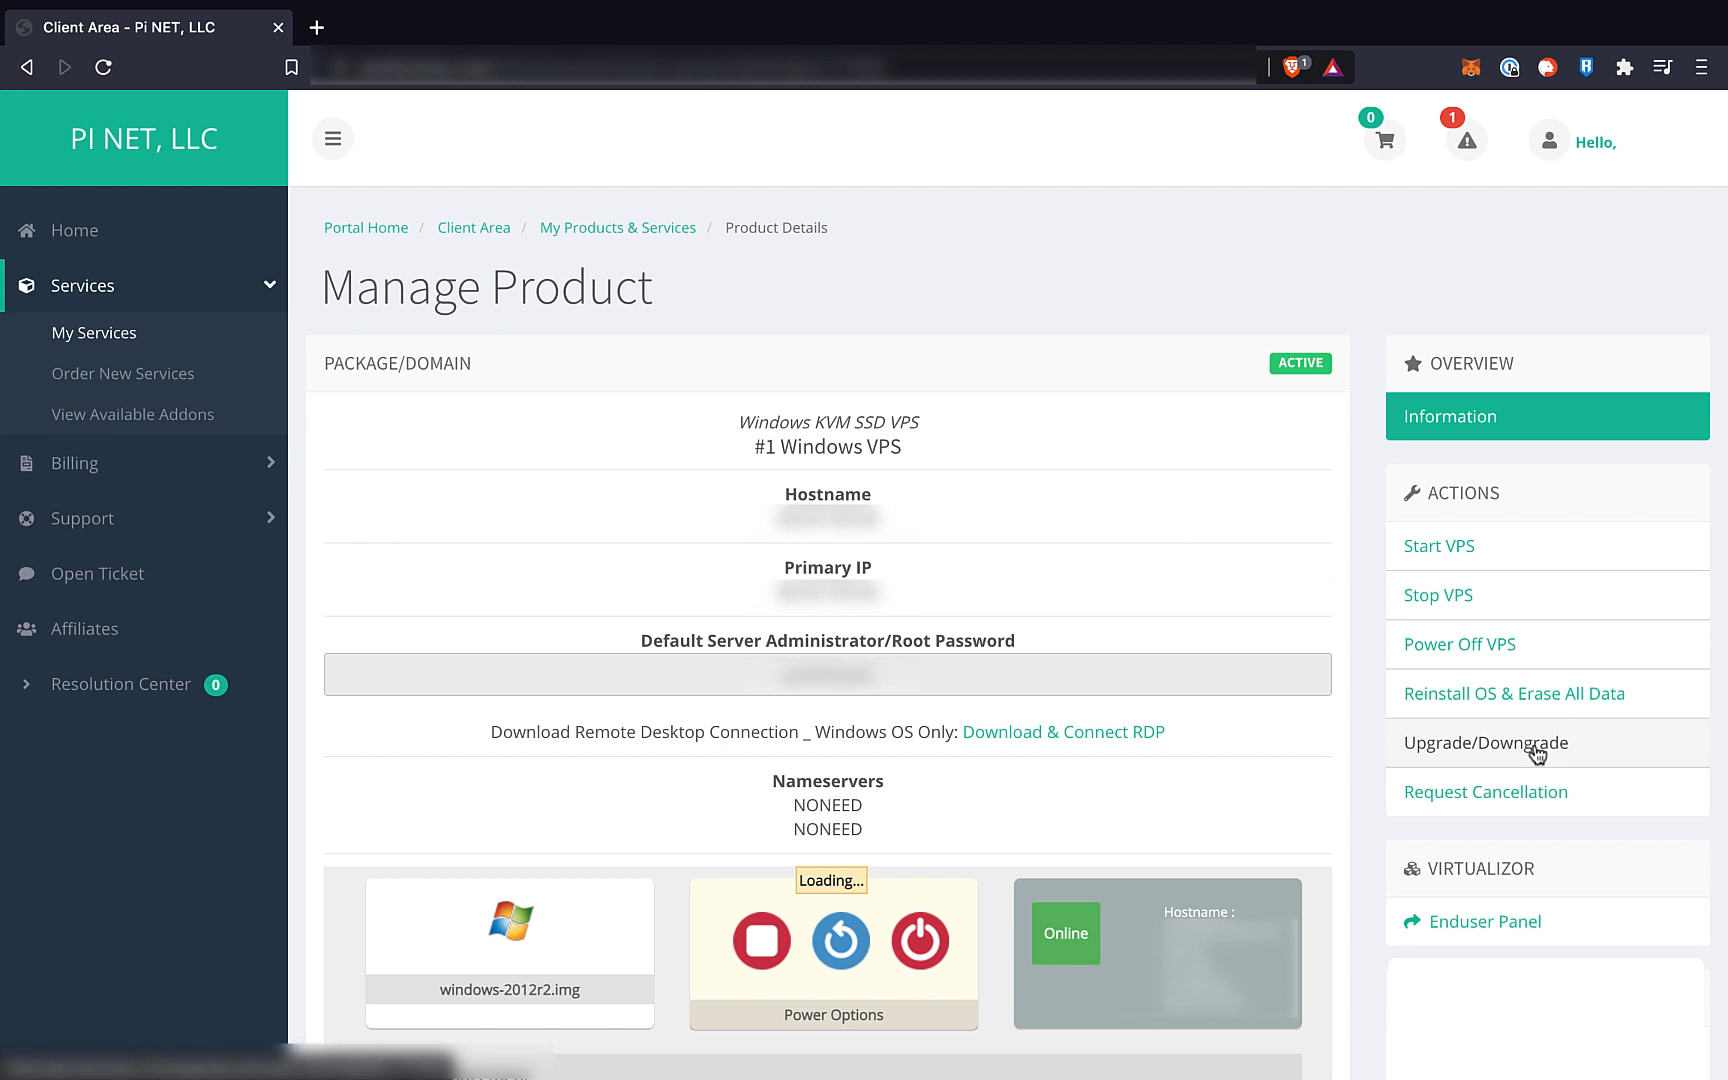 Client Area - Pi NET, LLC
1
PI NET, LLC
0
1
Hello,
Home
Services
My Services
Order New Services
View Available Addons
Billing
Support
Open Ticket
Affiliates
Resolution Center 0
Portal Home / Client Area / My Products & Services / Product Details
Manage Product
PACKAGE/DOMAIN
ACTIVE
Windows KVM SSD VPS
#1 Windows VPS
Hostname
Primary IP
Default Server Administrator/Root Password
Download Remote Desktop Connection _ Windows OS Only: Download & Connect RDP
Nameservers
NONEED
NONEED
windows-2012r2.img
Loading...
Power Options
Online
Hostname :
OVERVIEW
Information
ACTIONS
Start VPS
Stop VPS
Power Off VPS
Reinstall OS & Erase All Data
Upgrade/Downgrade
Request Cancellation
VIRTUALIZOR
Enduser Panel